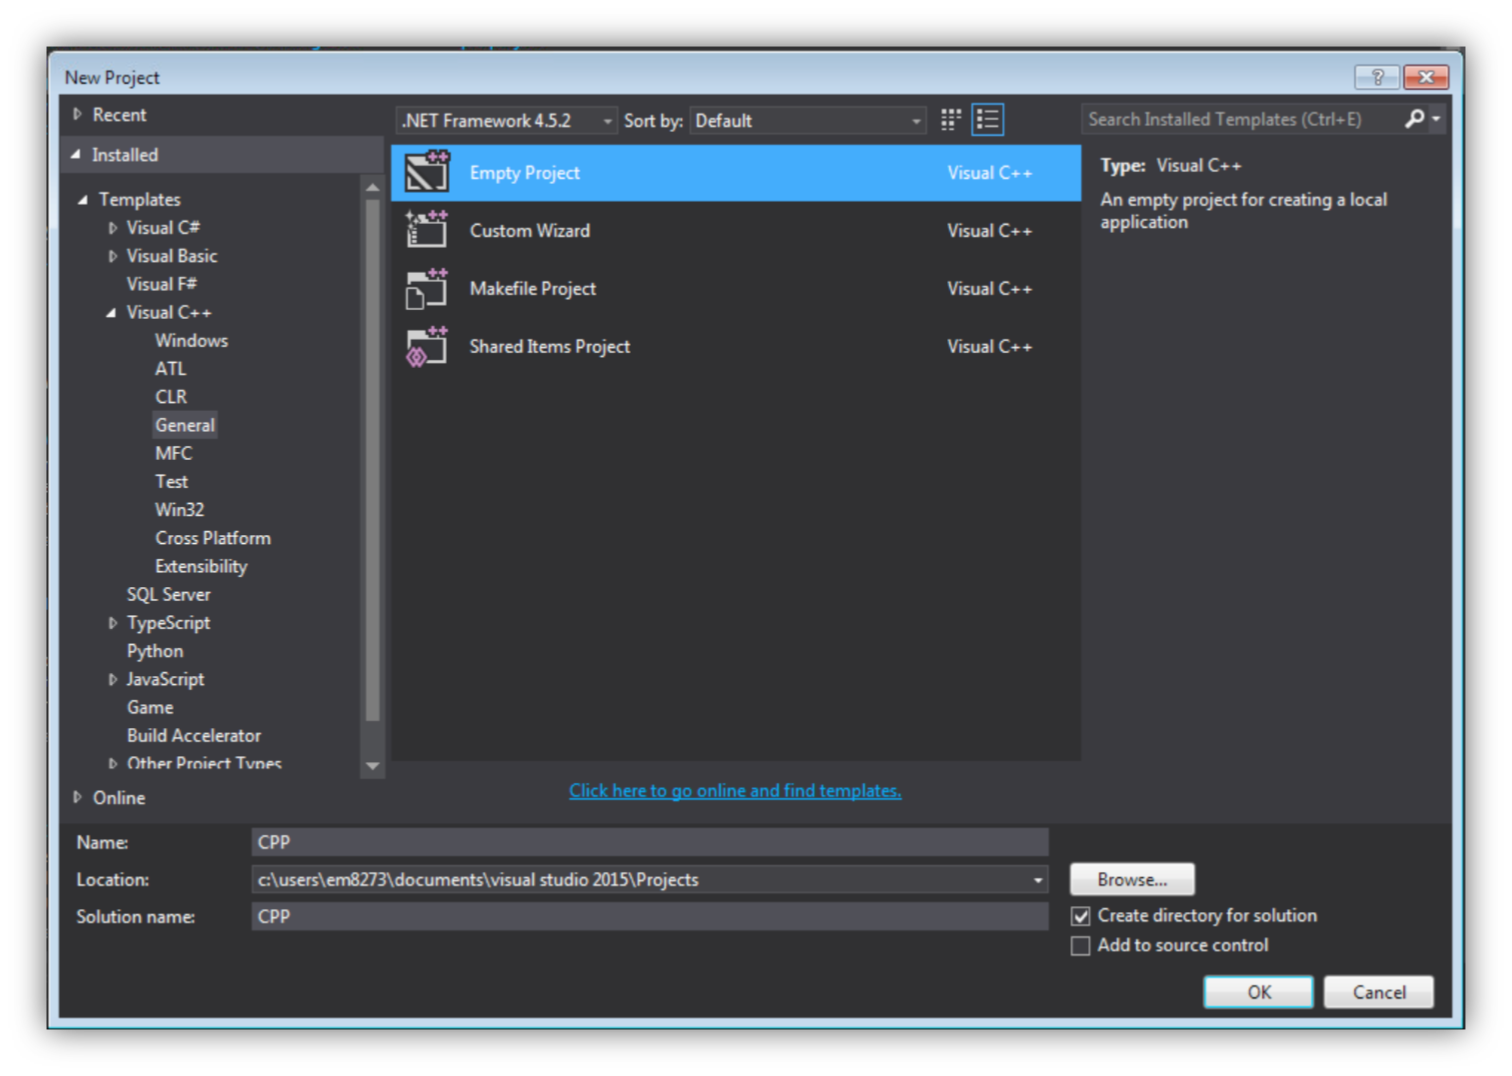 New Project
?
Recent
.NET Framework 4.5.2
Sort by:
Default
Search Installed Templates (Ctrl+E)
Installed
Templates
Visual C#
Visual Basic
Visual F#
Visual C++
Windows
ATL
CLR
General
MFC
Test
Win32
Cross Platform
Extensibility
SQL Server
TypeScript
Python
JavaScript
Game
Build Accelerator
Other Project Types
Online
Empty Project Visual C++
Custom Wizard Visual C++
Makefile Project Visual C++
Shared Items Project Visual C++
Type: Visual C++
An empty project for creating a local
application
Click here to go online and find templates.
Name: CPP
Location: c:\users\em8273\documents\visual studio 2015\Projects
Browse...
Solution name: CPP
Create directory for solution
Add to source control
OK
Cancel